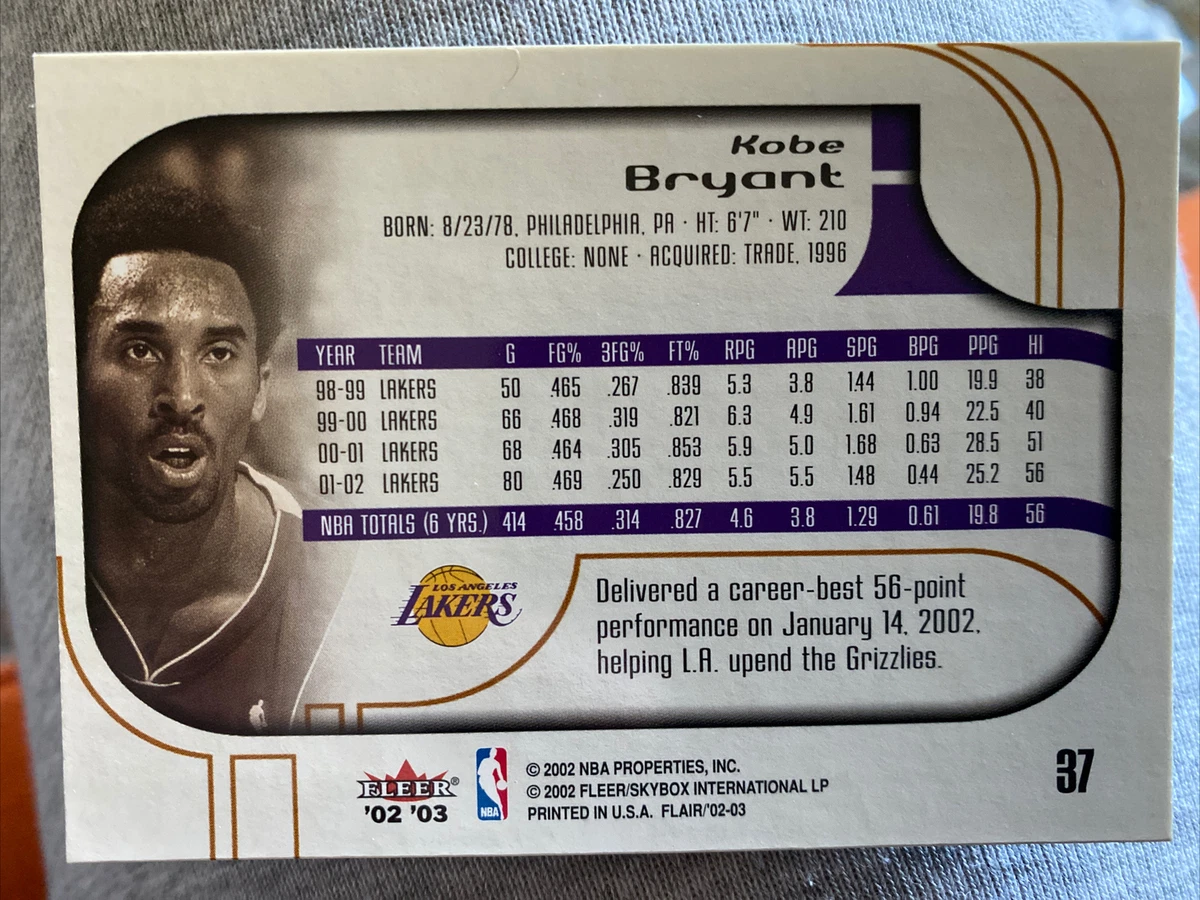 Kobe
Bryant
BORN: 8/23/78, PHILADELPHIA, PA · HT: 6'7" · WT: 210
COLLEGE: NONE · ACQUIRED: TRADE, 1996
YEAR TEAM G FG% 3FG% FT% RPG APG SPG BPG PPG HI
98-99 LAKERS 50 .465 .267 .839 5.3 3.8 1.44 1.00 19.9 38
99-00 LAKERS 66 .468 .319 .821 6.3 4.9 1.61 0.94 22.5 40
00-01 LAKERS 68 .464 .305 .853 5.9 5.0 1.68 0.63 28.5 51
01-02 LAKERS 80 .469 .250 .829 5.5 5.5 1.48 0.44 25.2 56
NBA TOTALS (6 YRS.) 414 .458 .314 .827 4.6 3.8 1.29 0.61 19.8 56
LOS ANGELES
LAKERS
Delivered a career-best 56-point
performance on January 14, 2002,
helping L.A. upend the Grizzlies.
FLEER®
'02 '03
NBA
© 2002 NBA PROPERTIES, INC.
© 2002 FLEER/SKYBOX INTERNATIONAL LP
PRINTED IN U.S.A. FLAIR/'02-03
37